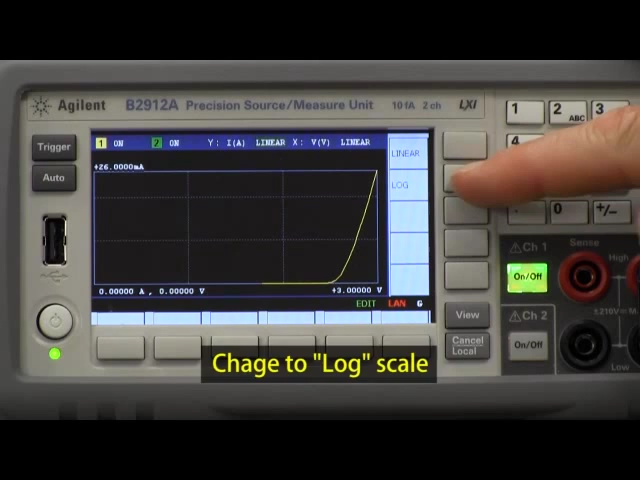 Agilent B2912A Precision Source/Measure Unit 10fA 2ch LXI
Trigger
Auto
1 ON 2 ON Y: I(A) LINEAR X: V(V) LINEAR
LINEAR
LOG
+26.0000mA
0.00000 A , 0.00000 V
+3.00000 V
EDIT LAN G
View
Cancel
Local
1
2 ABC
3
4
.
0
+/−
Ch 1
On/Off
Ch 2
On/Off
Sense
High
±210V
Low
Chage to "Log" scale